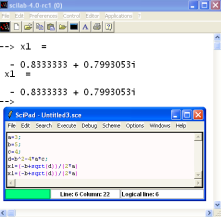 scilab-4.0-rc1 (0)
File Edit Preferences Control Editor Applications ?
--> x1 =
- 0.8333333 + 0.7993053i
x1 =
- 0.8333333 + 0.7993053i
-->
SciPad - Untitled3.sce
File Edit Search Execute Debug Scheme Options Windows Help
a=3;
b=5;
c=4;
d=b^2-4*a*c;
x1=(-b+sqrt(d))/(2*a)
x1=(-b+sqrt(d))/(2*a)
Line: 6 Column: 22 Logical line: 6